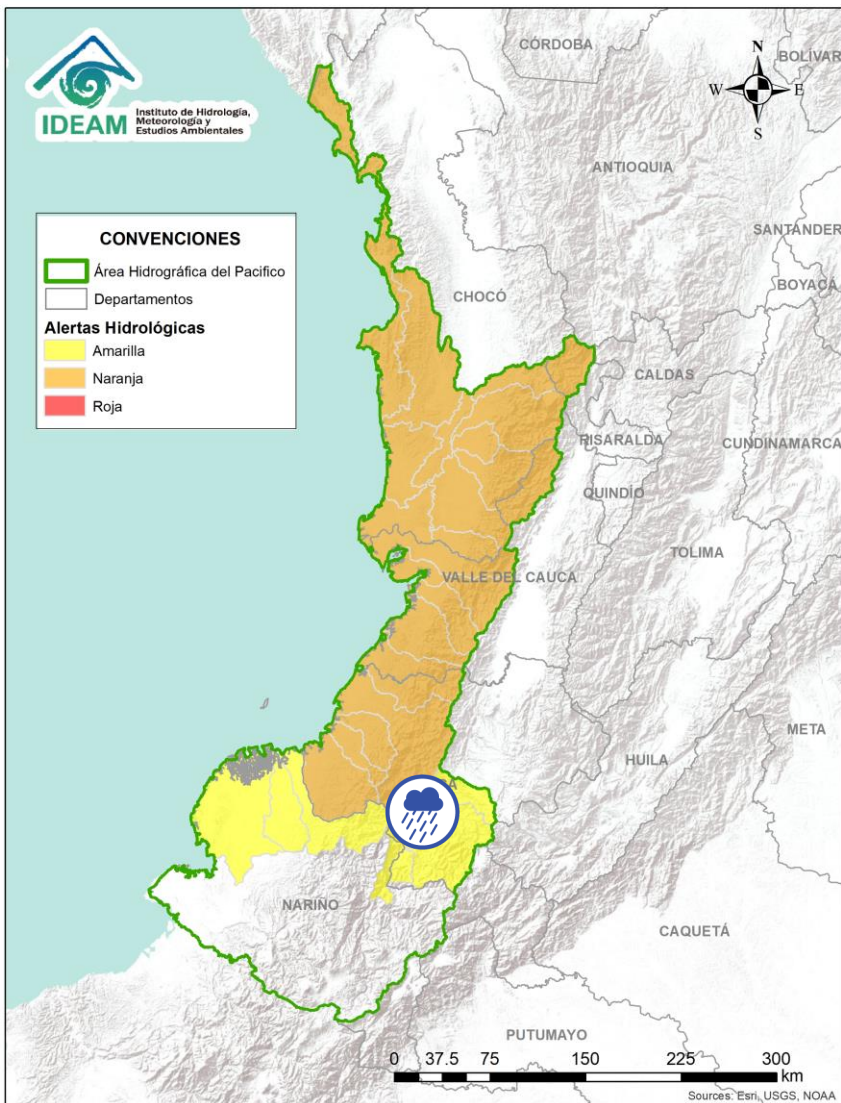 IDEAM
Instituto de Hidrología,
Meteorología y
Estudios Ambientales
CONVENCIONES
Área Hidrográfica del Pacifico
Departamentos
Alertas Hidrológicas
Amarilla
Naranja
Roja
N
W
E
S
CÓRDOBA
BOLÍVAR
ANTIOQUIA
SANTANDER
BOYACÁ
CHOCÓ
CALDAS
RISARALDA
CUNDINAMARCA
QUINDÍO
TOLIMA
VALLE DEL CAUCA
META
HUILA
NARIÑO
CAQUETÁ
PUTUMAYO
0 37.5 75 150 225 300
km
Sources: Esri, USGS, NOAA